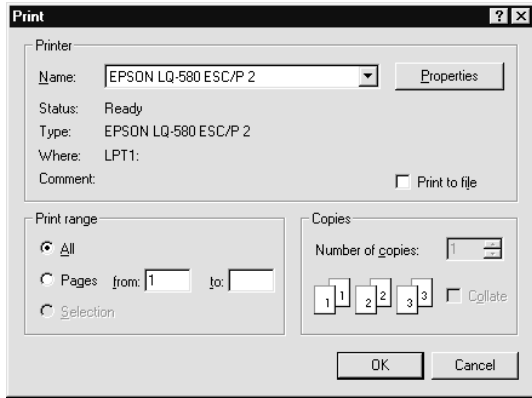 Print
Printer
Name: EPSON LQ-580 ESC/P 2 Properties
Status: Ready
Type: EPSON LQ-580 ESC/P 2
Where: LPT1:
Comment: Print to file
Print range
All
Pages from: 1 to:
Selection
Copies
Number of copies: 1
1 1 2 2 3 3 Collate
OK Cancel